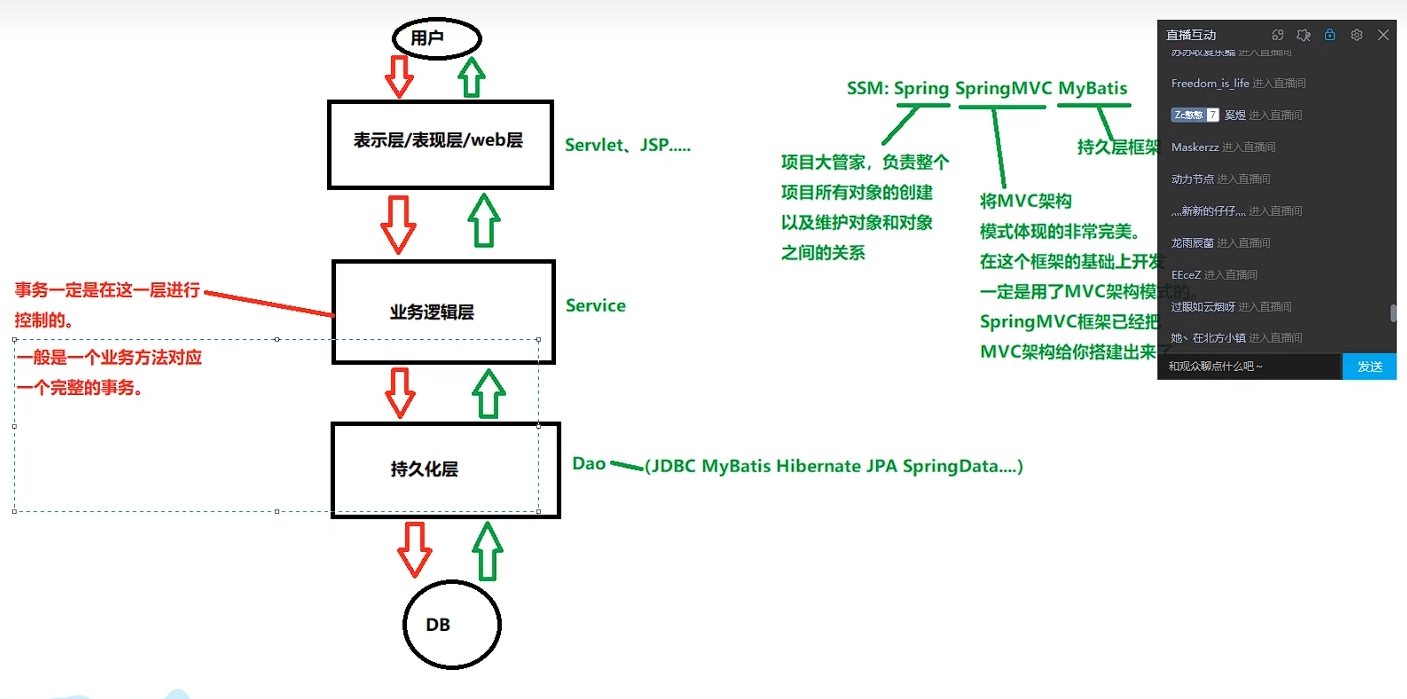 用户
表示层/表现层/web层
Servlet、JSP.....
业务逻辑层
Service
事务一定是在这一层进行
控制的。
一般是一个业务方法对应
一个完整的事务。
持久化层
Dao
(JDBC MyBatis Hibernate JPA SpringData....)
DB
SSM: Spring SpringMVC MyBatis
项目大管家，负责整个
项目所有对象的创建
以及维护对象和对象
之间的关系
将MVC架构
模式体现的非常完美。
在这个框架的基础上开发
一定是用了MVC架构模式的。
SpringMVC框架已经把
MVC架构给你搭建出来了
持久层框架
直播互动
进入直播间
Freedom_is_life 进入直播间
7 奚煜 进入直播间
Maskerzz 进入直播间
动力节点 进入直播间
灬新新的仔仔灬 进入直播间
龙雨辰菌 进入直播间
EEceZ 进入直播间
过眼如云烟呀 进入直播间
她丶在北方小镇 进入直播间
和观众聊点什么吧~
发送